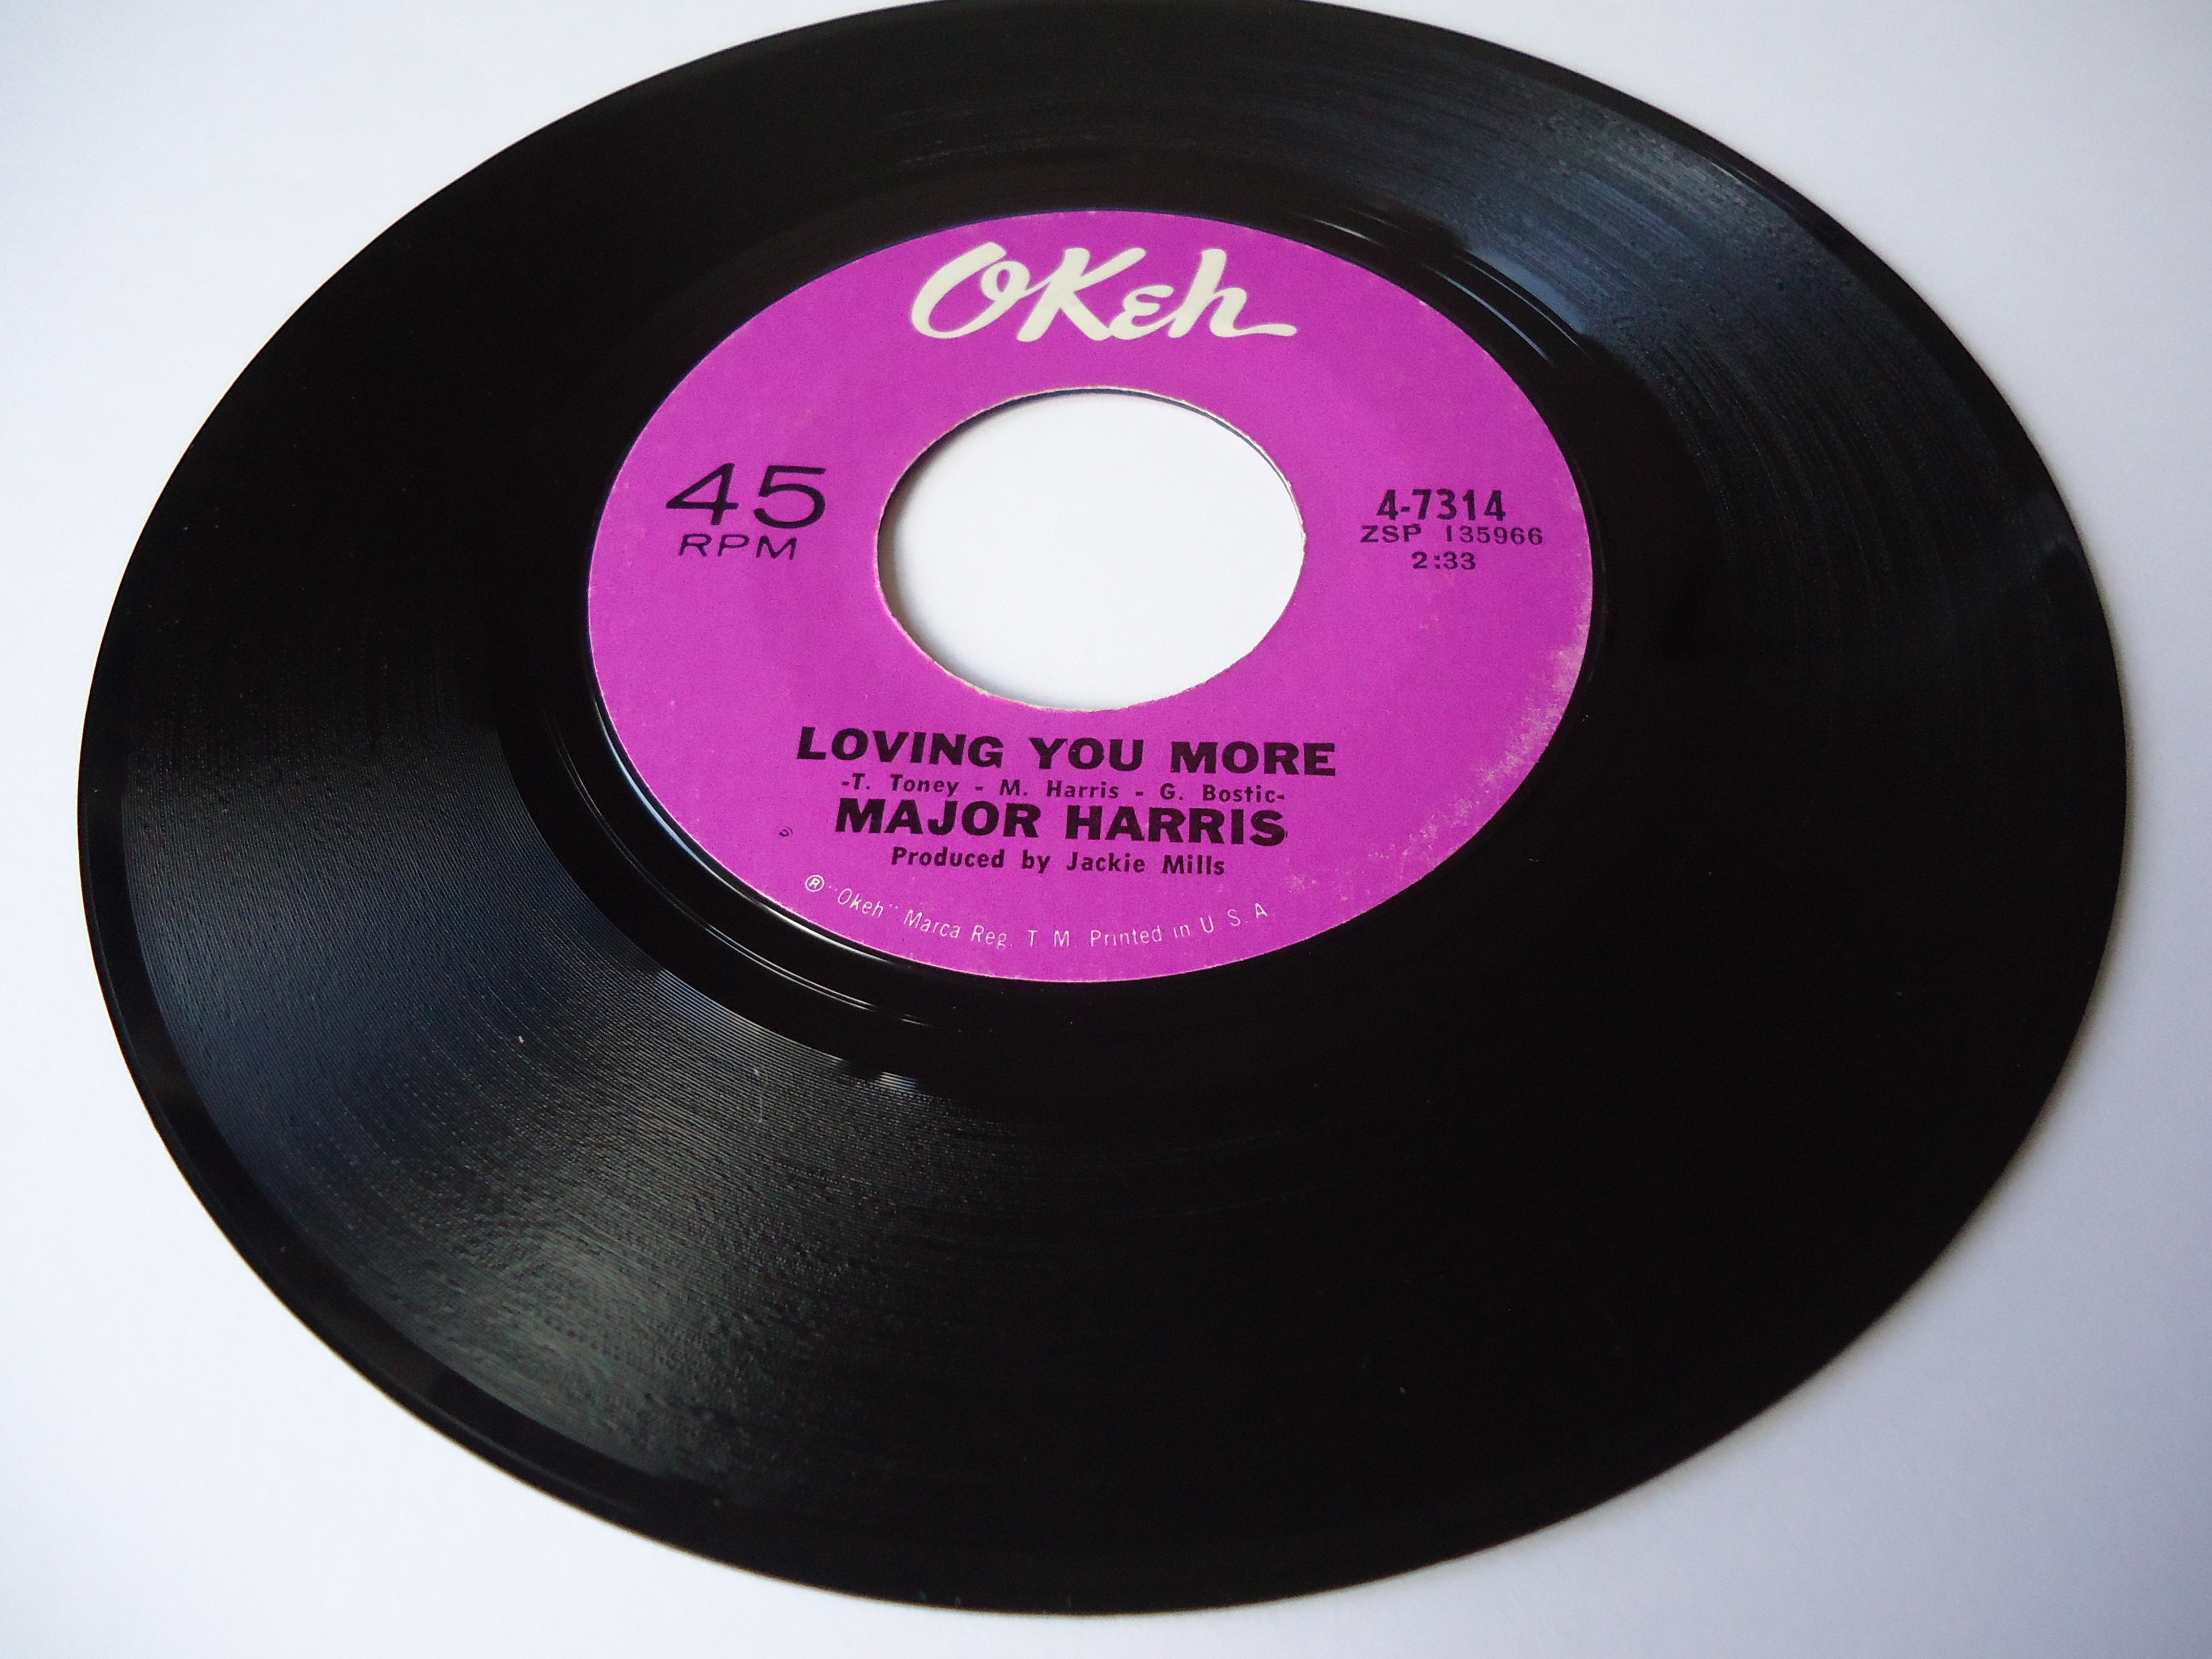 OKeh
45
RPM
4-7314
ZSP 135966
2:33
LOVING YOU MORE
-T. Toney - M. Harris - G. Bostic-
MAJOR HARRIS
Produced by Jackie Mills
® "Okeh" Marca Reg. T M Printed in U S A